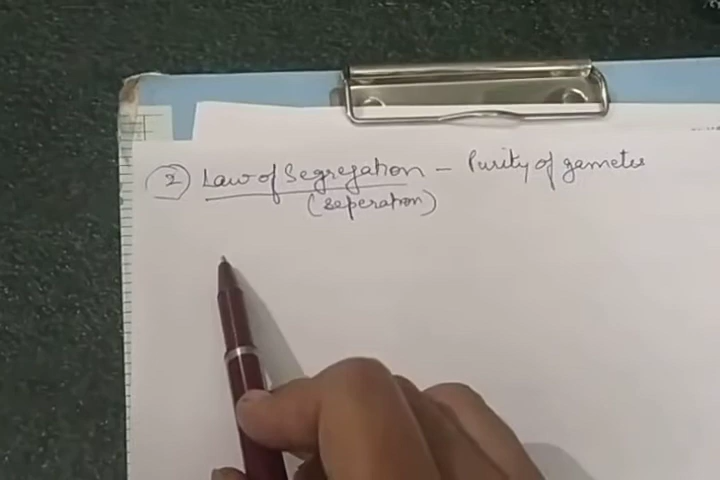 2 Law of Segregation - Purity of gametes
(seperation)